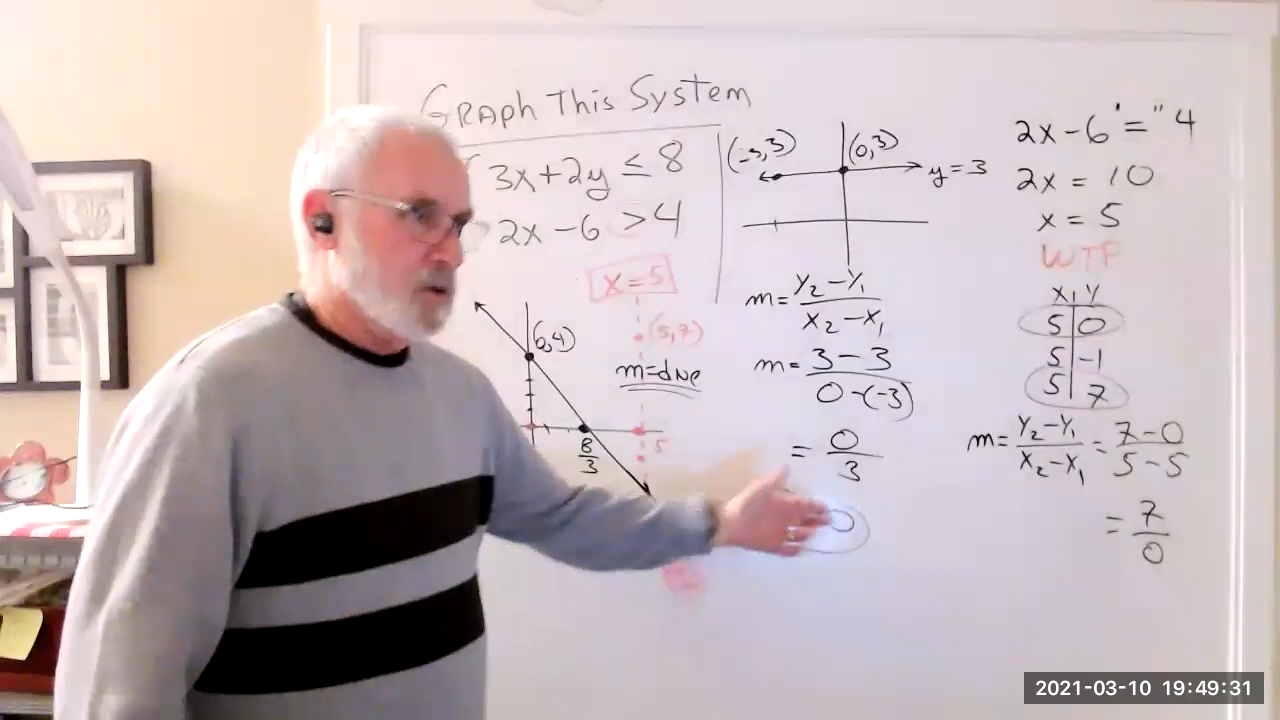 GRAPH This System
3x+2y ≤ 8
2x-6 >4
x = 5
(0,4)
(5,7)
m=dne
5
8/3
(-3,3)
(0,3)
y=3
m= Y₂-Y₁/X₂-X₁
m= 3-3/0-(-3)
= 0/3
0
2x-6 '=" 4
2x = 10
x = 5
WTF
X, Y
5 | 0
5 | -1
5 | 7
m= Y₂-Y₁/X₂-X₁ = 7-0/5-5
= 7/0
2021-03-10 19:49:31